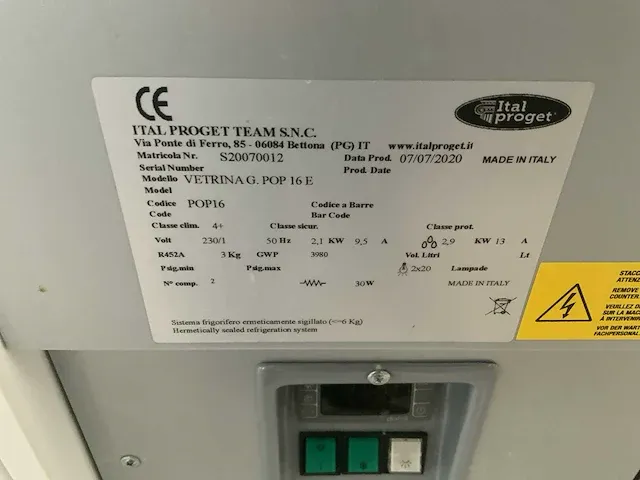 CE
Ital
proget®
ITAL PROGET TEAM S.N.C.
Via Ponte di Ferro, 85 - 06084 Bettona (PG) IT www.italproget.it
Matricola Nr. S20070012 Data Prod. 07/07/2020 MADE IN ITALY
Serial Number Prod. Date
Modello VETRINA G. POP 16 E
Model
Codice POP16 Codice a Barre
Code Bar Code
Classe clim. 4+ Classe sicur. Classe prot.
Volt 230/1 50 Hz 2,1 KW 9,5 A 2,9 KW 13 A
R452A 3 Kg GWP 3980 Vol. Litri Lt
Psig.min Psig.max 2x20 Lampade
N° comp. 2 30W MADE IN ITALY
Sistema frigorifero ermeticamente sigillato (<=6 Kg)
Hermetically sealed refrigeration system
STACC
ATTENZ
REMOVE
COUNTER
VEUILLEZ DE
SUR LA MAC
À INTERVENIR
VOR DER WART
FACHPERSONAL